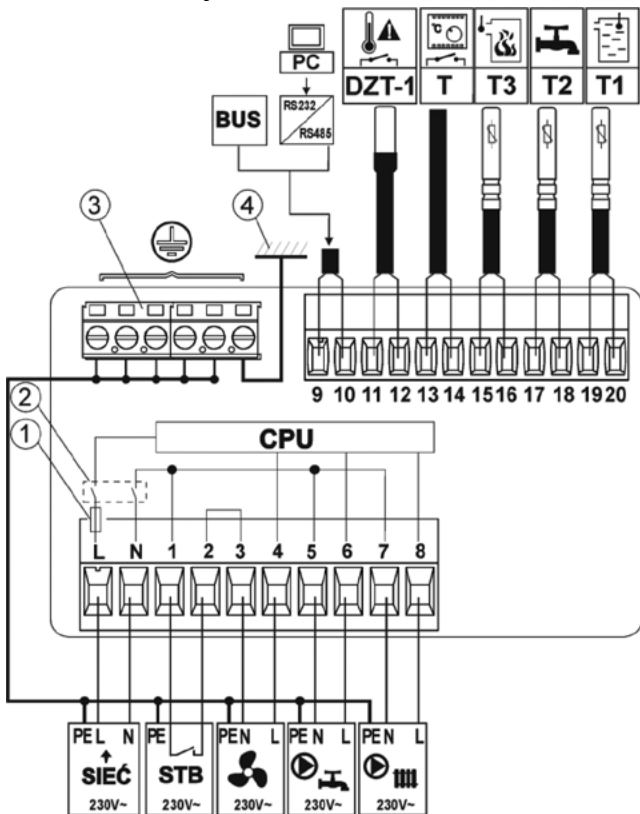 PC
RS232
RS485
BUS
°C
DZT-1 T T3 T2 T1
3
4
9 10 11 12 13 14 15 16 17 18 19 20
2
1
CPU
L N 1 2 3 4 5 6 7 8
PE L N PE PE N L PE N L PE N L
SIEĆ STB
230V~ 230V~ 230V~ 230V~ 230V~